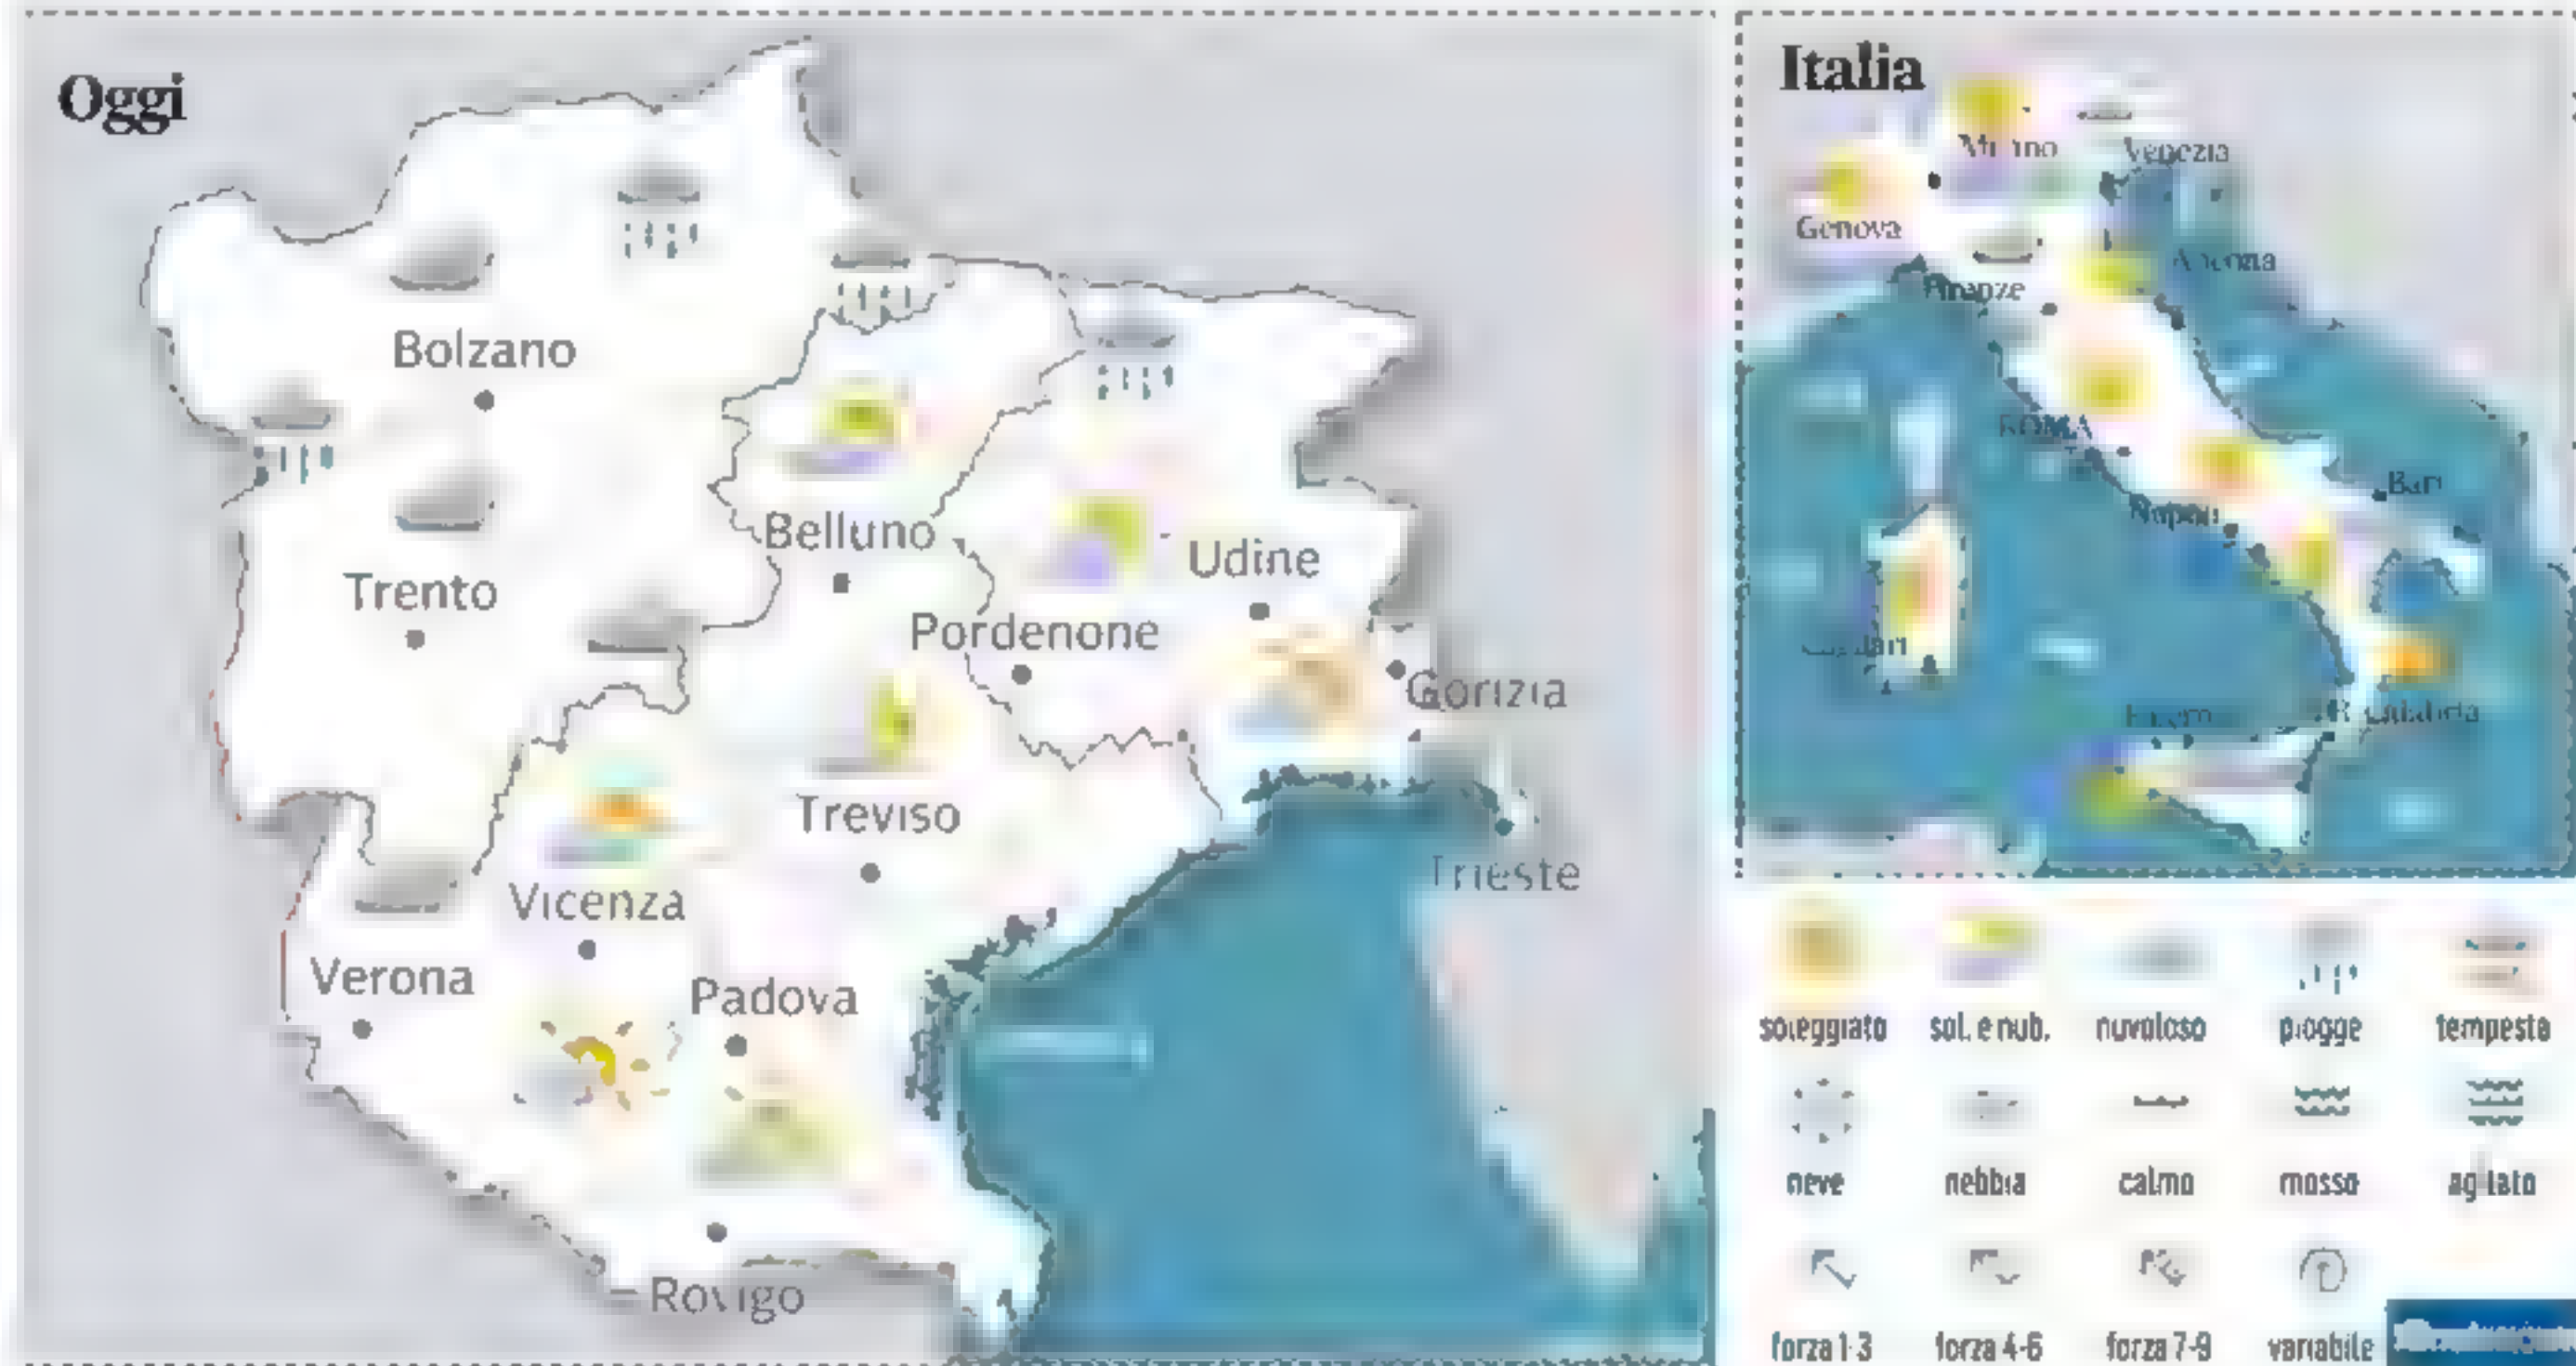 Oggi
Bolzano
Trento
Belluno
Udine
Pordenone
Gorizia
Treviso
Trieste
Vicenza
Verona
Padova
Rovigo
Italia
Venezia
Genova
Firenze
ROMA
Bari
Napoli
soleggiato sol. e nub. nuvoloso piogge tempesta
neve nebbia calmo mosso agitato
forza 1-3 forza 4-6 forza 7-9 variabile